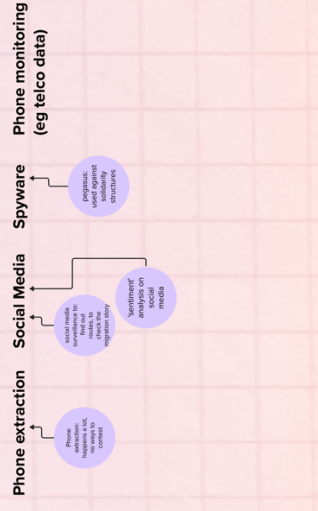 Phone extraction
Phone
extraction:
happens a lot,
no ways to
contest
Social Media
social media
surveillance to:
find out
routes, to
check the
migration story
'sentiment'
analysis on
social
media
Spyware
pegasus:
used against
solidarity
structures
Phone monitoring
(eg telco data)